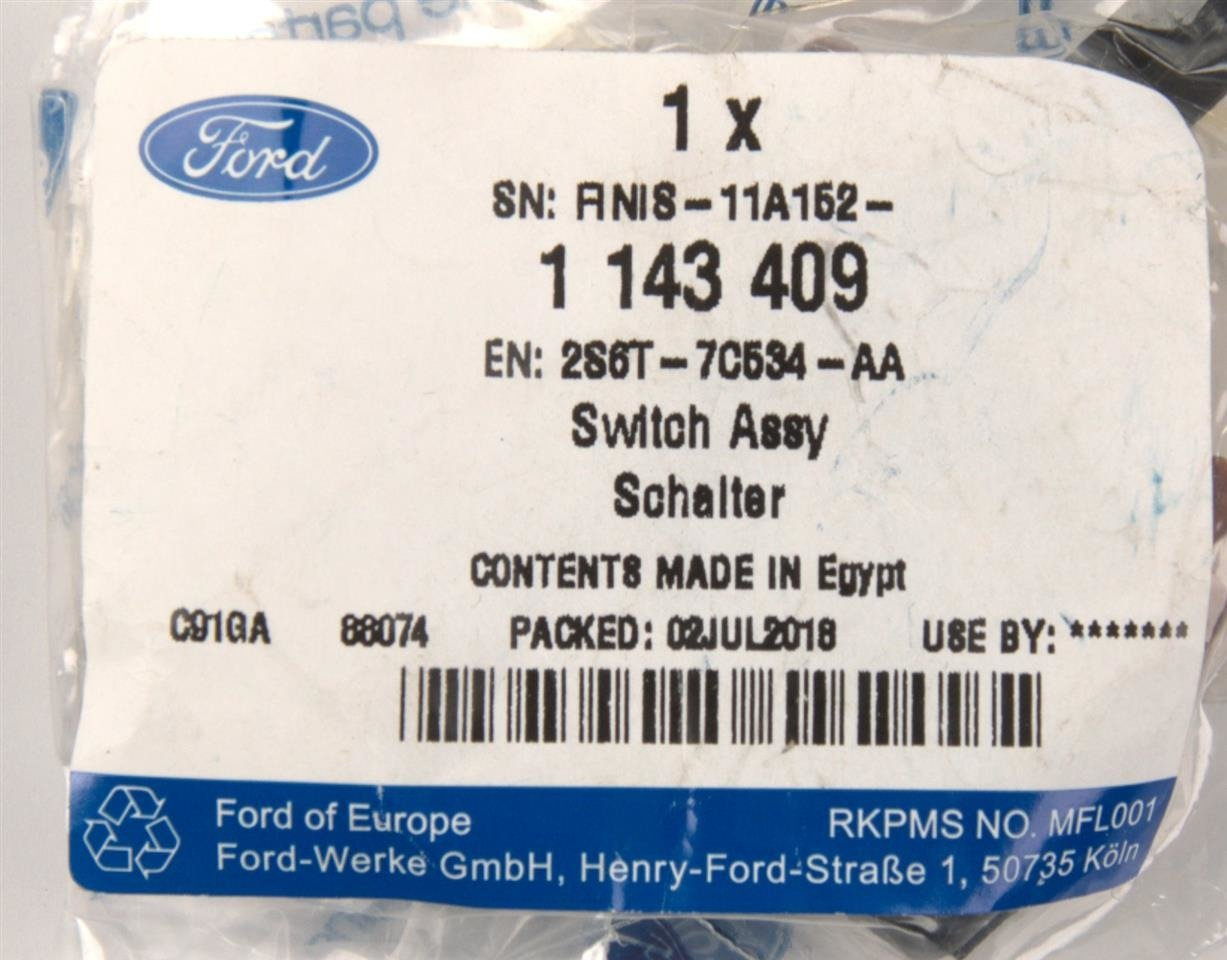 Ford
1 x
SN: FINIS-11A152-
1 143 409
EN: 2S6T-7C534-AA
Switch Assy
Schalter
CONTENTS MADE IN Egypt
C91GA 88074 PACKED: 02JUL2018 USE BY: *******
Ford of Europe RKPMS NO. MFL001
Ford-Werke GmbH, Henry-Ford-Straße 1, 50735 Köln